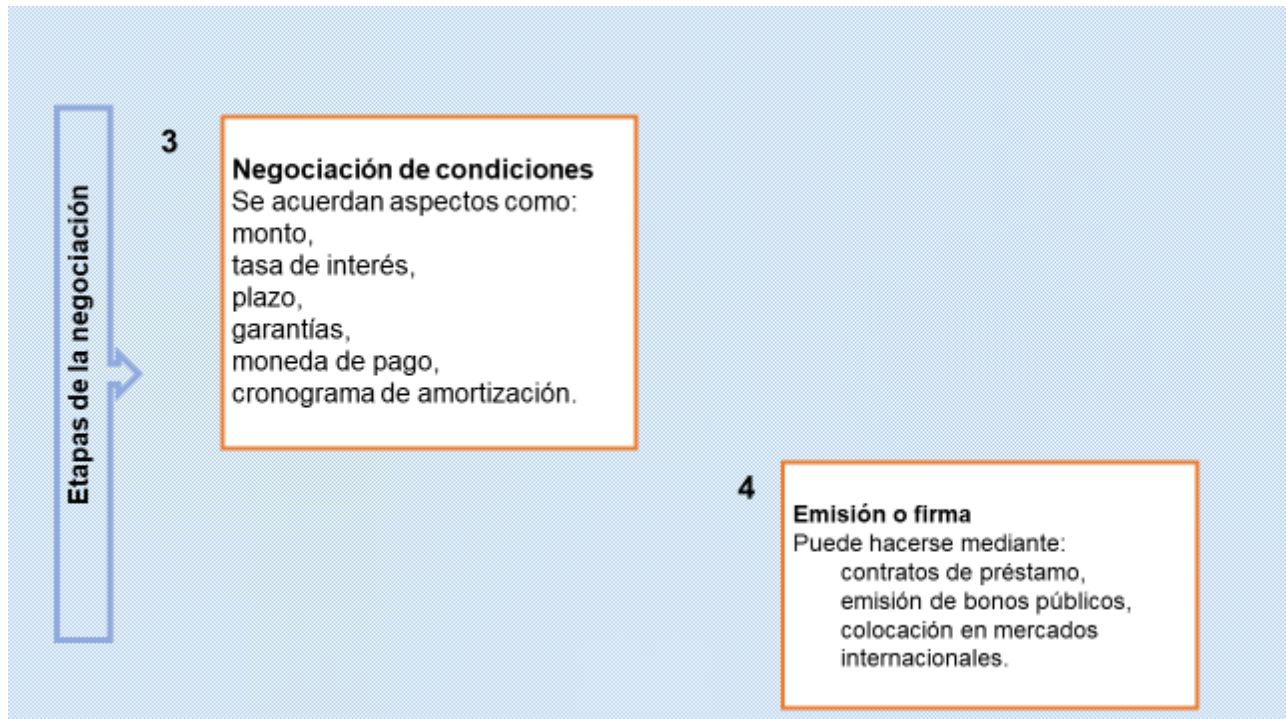 Etapas de la negociación
3
Negociación de condiciones
Se acuerdan aspectos como:
monto,
tasa de interés,
plazo,
garantías,
moneda de pago,
cronograma de amortización.
4
Emisión o firma
Puede hacerse mediante:
contratos de préstamo,
emisión de bonos públicos,
colocación en mercados
internacionales.